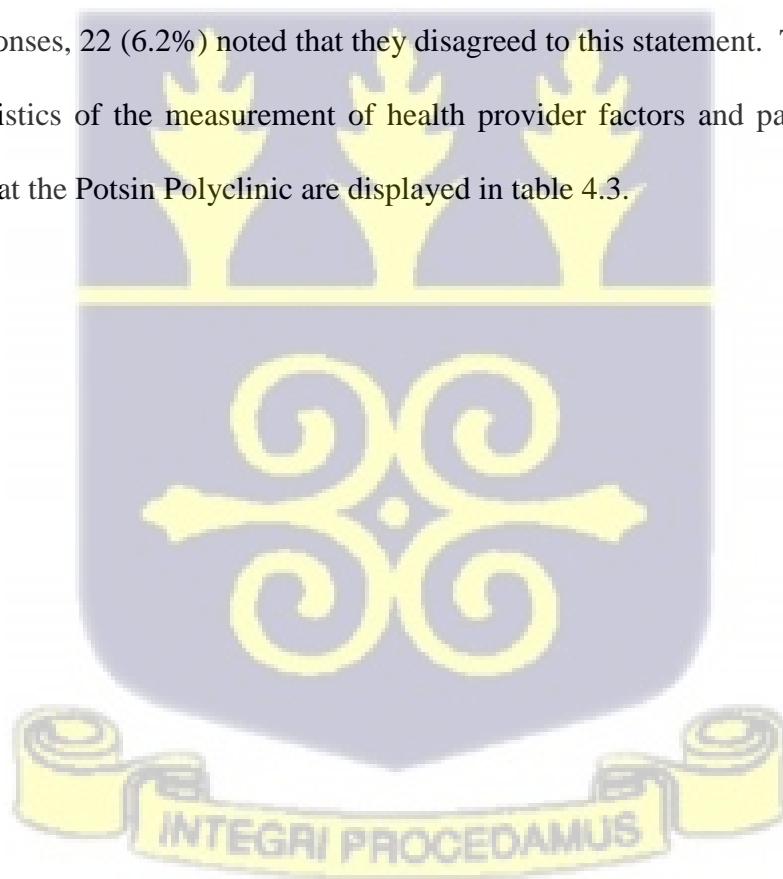 onses, 22 (6.2%) noted that they disagreed to this statement. T
istics of the measurement of health provider factors and pa
at the Potsin Polyclinic are displayed in table 4.3.
INTEGRI PROCEDAMUS